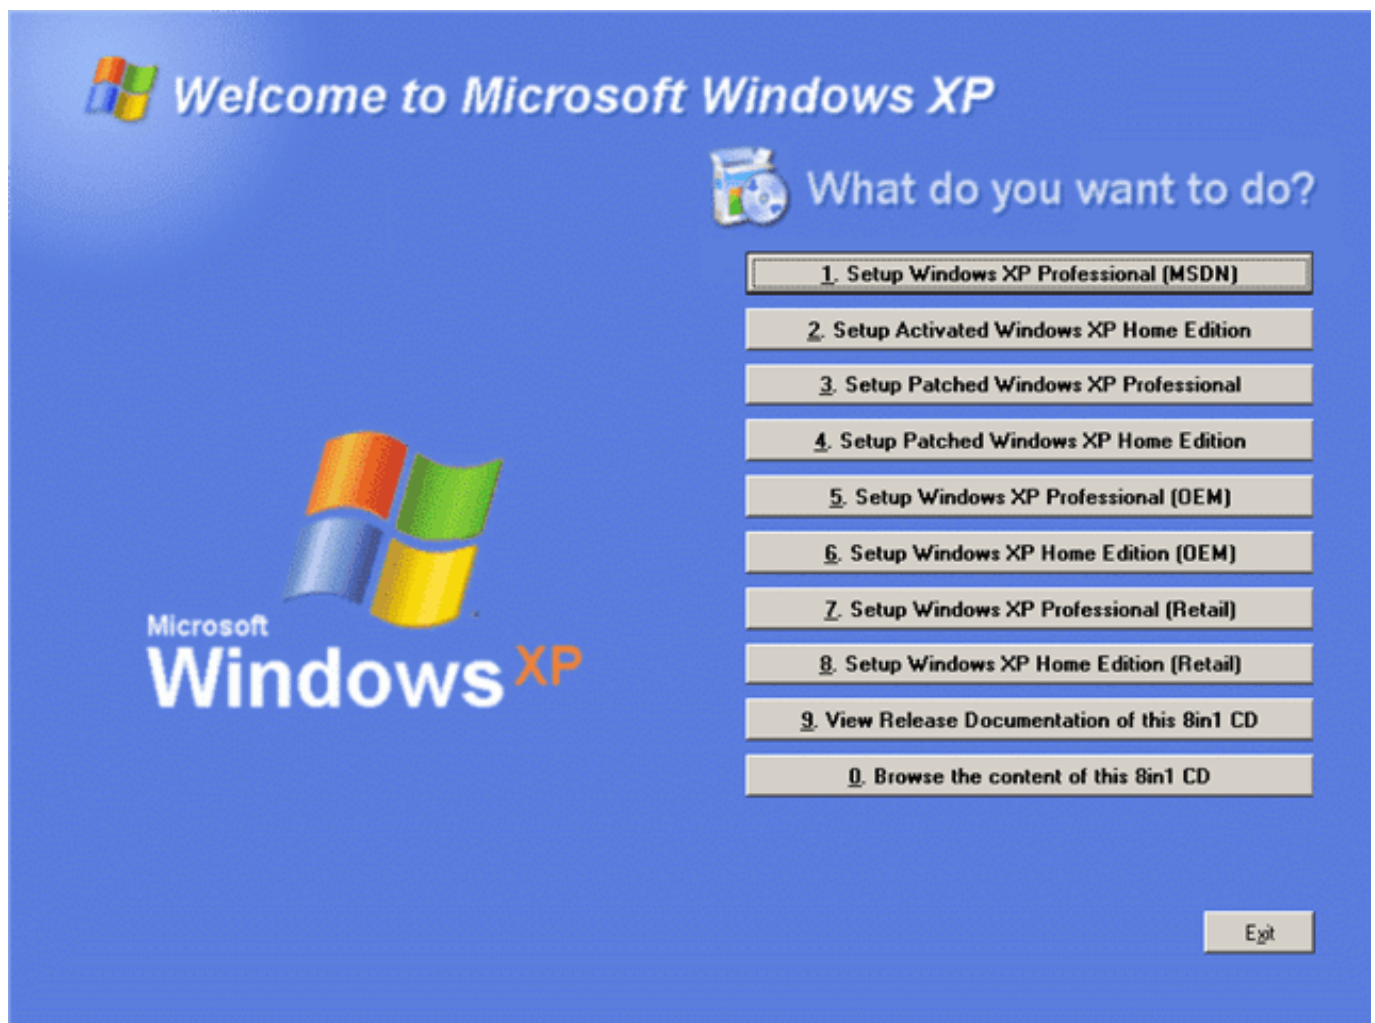 Welcome to Microsoft Windows XP
What do you want to do?
1. Setup Windows XP Professional (MSDN)
2. Setup Activated Windows XP Home Edition
3. Setup Patched Windows XP Professional
4. Setup Patched Windows XP Home Edition
5. Setup Windows XP Professional (OEM)
6. Setup Windows XP Home Edition (OEM)
7. Setup Windows XP Professional (Retail)
8. Setup Windows XP Home Edition (Retail)
9. View Release Documentation of this 8in1 CD
0. Browse the content of this 8in1 CD
Microsoft
Windows XP
Exit